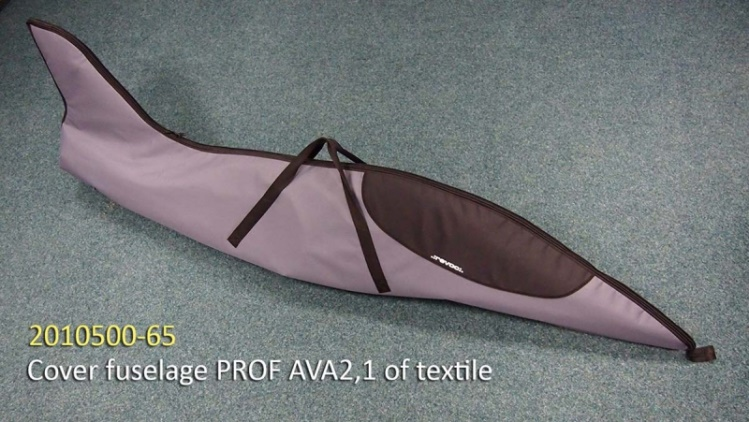 2010500-65
Cover fuselage PROF AVA2,1 of textile